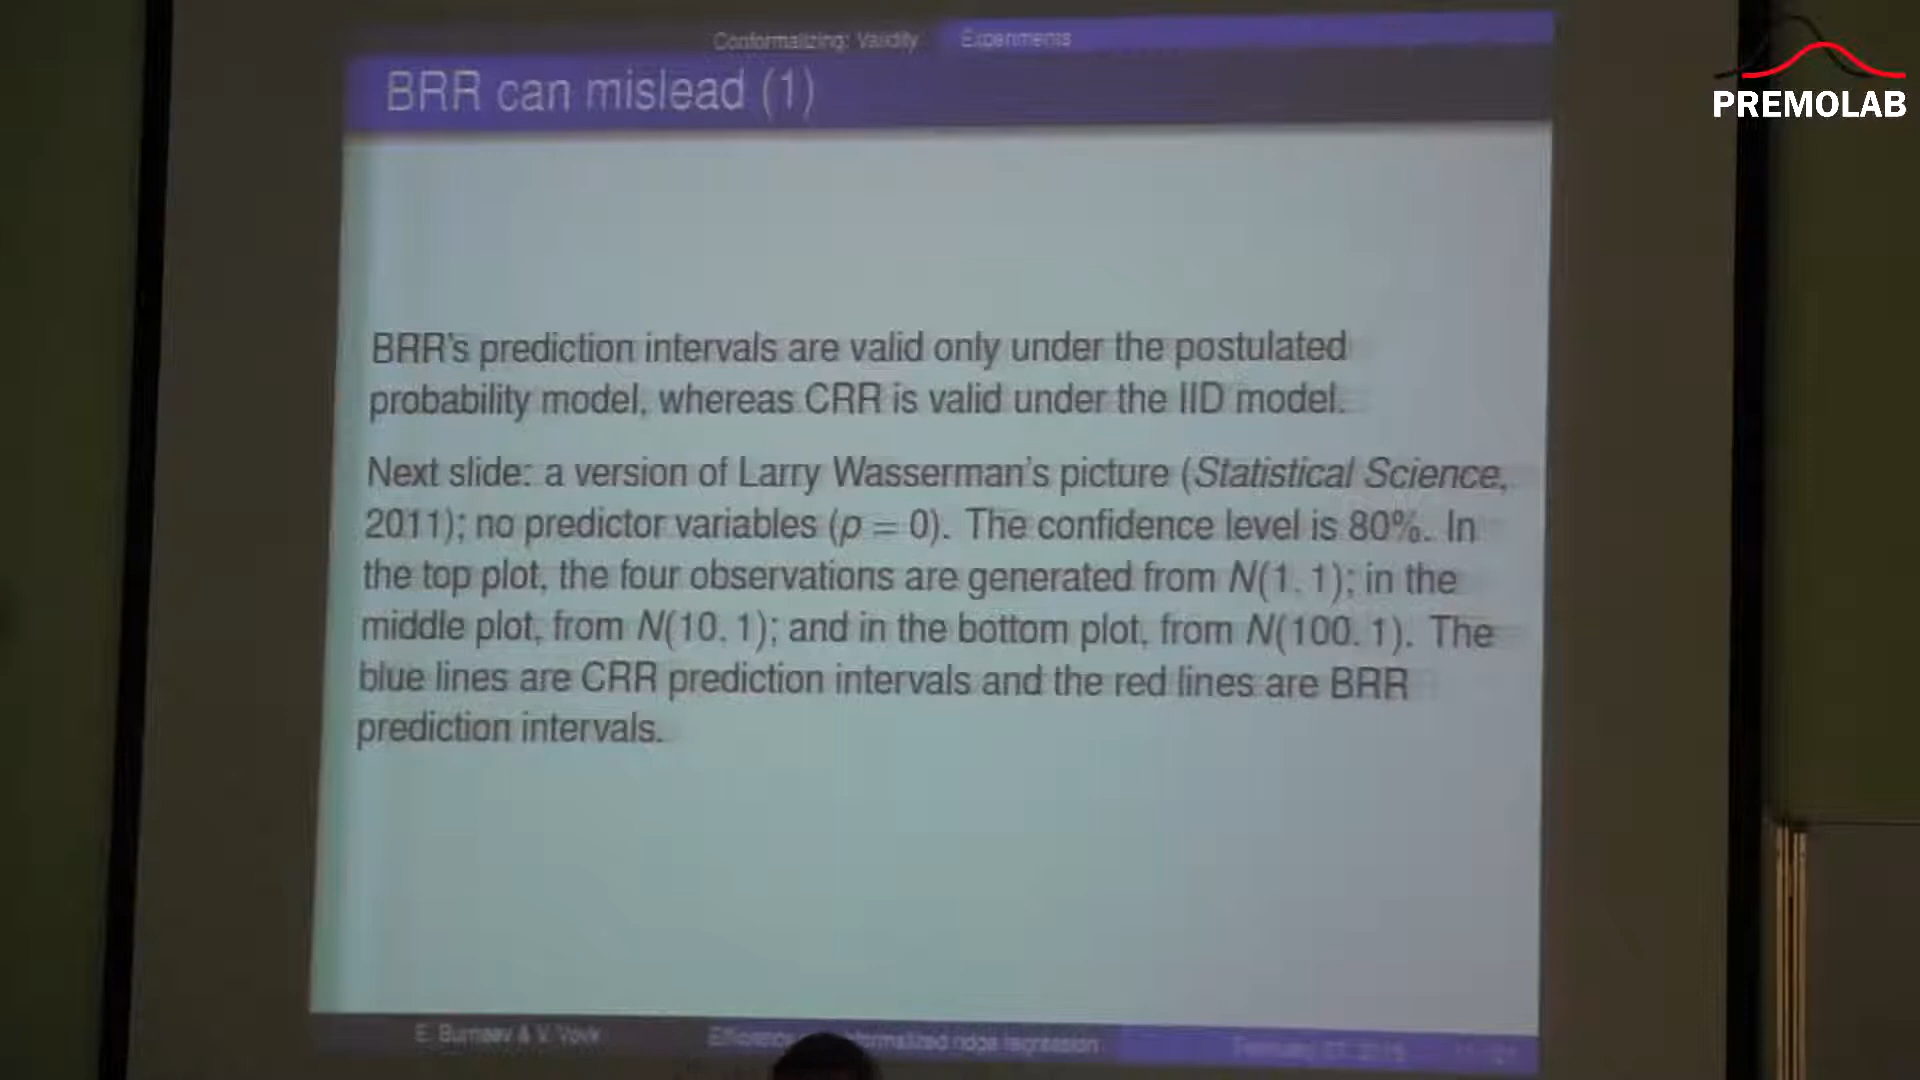 Conformalizing: Validity Experiments
BRR can mislead (1)
PREMOLAB
BRR's prediction intervals are valid only under the postulated
probability model, whereas CRR is valid under the IID model.
Next slide: a version of Larry Wasserman's picture (Statistical Science,
2011); no predictor variables (p = 0). The confidence level is 80%. In
the top plot, the four observations are generated from N(1, 1); in the
middle plot, from N(10, 1); and in the bottom plot, from N(100, 1). The
blue lines are CRR prediction intervals and the red lines are BRR
prediction intervals.
E. Burnaev & V. Vovk Efficiency ridge regression February